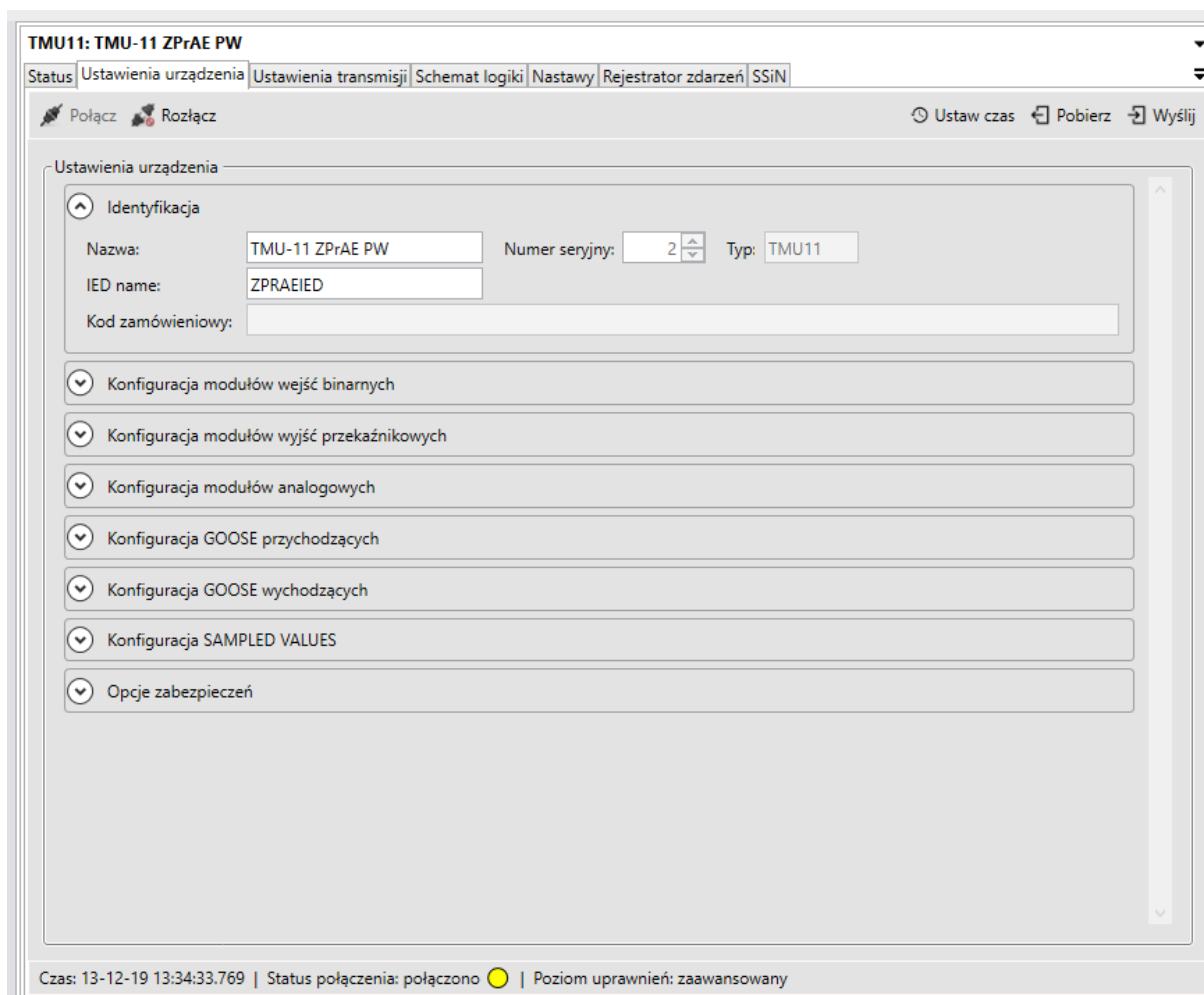 TMU11: TMU-11 ZPrAE PW
Status Ustawienia urządzenia Ustawienia transmisji Schemat logiki Nastawy Rejestrator zdarzeń SSiN
Połącz Rozłącz Ustaw czas Pobierz Wyślij
Ustawienia urządzenia
Identyfikacja
Nazwa: TMU-11 ZPrAE PW Numer seryjny: 2 Typ: TMU11
IED name: ZPRAEIED
Kod zamówieniowy:
Konfiguracja modułów wejść binarnych
Konfiguracja modułów wyjść przekaźnikowych
Konfiguracja modułów analogowych
Konfiguracja GOOSE przychodzących
Konfiguracja GOOSE wychodzących
Konfiguracja SAMPLED VALUES
Opcje zabezpieczeń
Czas: 13-12-19 13:34:33.769 | Status połączenia: połączono | Poziom uprawnień: zaawansowany